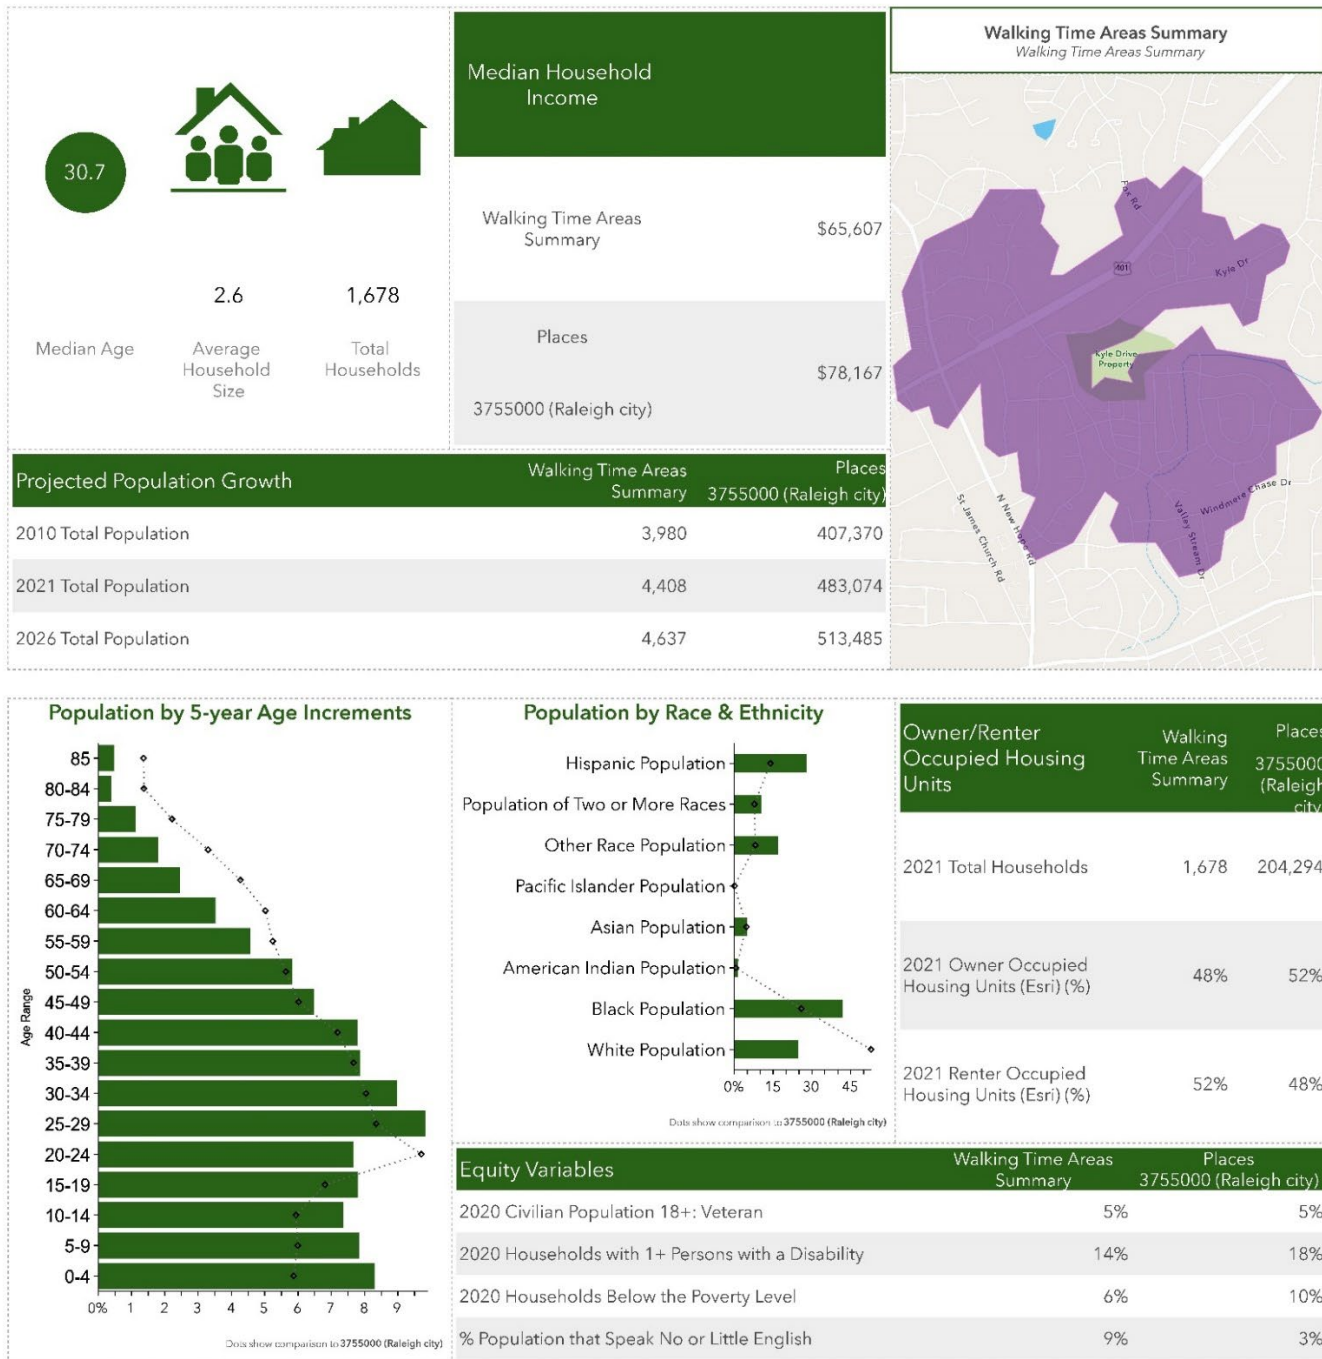 30.7
2.6
1,678
Median Age
Average
Household
Size
Total
Households
Median Household
Income
Walking Time Areas
Summary
$65,607
Places
$78,167
3755000 (Raleigh city)
Walking Time Areas Summary
Walking Time Areas Summary
Fox Rd
401
Kyle Dr
Kyle Drive
Property
St James Church Rd
N New Hope Rd
Valley Stream Dr
Windmere Chase Dr
Projected Population Growth
Walking Time Areas
Summary
Places
3755000 (Raleigh city)
2010 Total Population 3,980 407,370
2021 Total Population 4,408 483,074
2026 Total Population 4,637 513,485
Population by 5-year Age Increments
Age Range
85
80-84
75-79
70-74
65-69
60-64
55-59
50-54
45-49
40-44
35-39
30-34
25-29
20-24
15-19
10-14
5-9
0-4
0% 1 2 3 4 5 6 7 8 9
Dots show comparison to 3755000 (Raleigh city)
Population by Race & Ethnicity
Hispanic Population
Population of Two or More Races
Other Race Population
Pacific Islander Population
Asian Population
American Indian Population
Black Population
White Population
0% 15 30 45
Dots show comparison to 3755000 (Raleigh city)
Owner/Renter
Occupied Housing
Units
Walking
Time Areas
Summary
Places
3755000
(Raleigh
city
2021 Total Households 1,678 204,294
2021 Owner Occupied
Housing Units (Esri) (%)
48% 52%
2021 Renter Occupied
Housing Units (Esri) (%)
52% 48%
Equity Variables
Walking Time Areas
Summary
Places
3755000 (Raleigh city)
2020 Civilian Population 18+: Veteran 5% 5%
2020 Households with 1+ Persons with a Disability 14% 18%
2020 Households Below the Poverty Level 6% 10%
% Population that Speak No or Little English 9% 3%